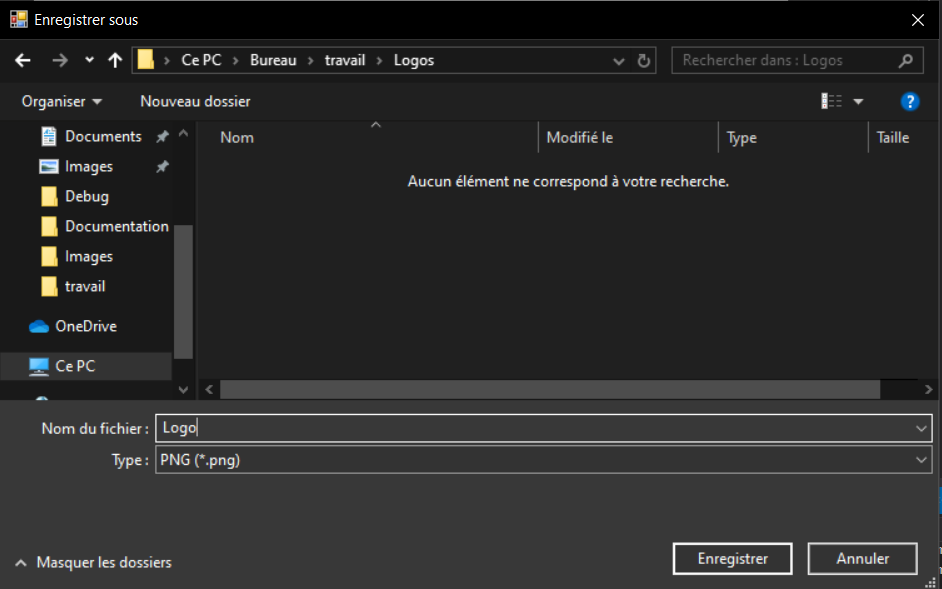 Enregistrer sous
Ce PC › Bureau › travail › Logos
Rechercher dans : Logos
Organiser
Nouveau dossier
?
Documents
Images
Debug
Documentation
Images
travail
OneDrive
Ce PC
Nom
Modifié le
Type
Taille
Aucun élément ne correspond à votre recherche.
Nom du fichier :
Logo
Type :
PNG (*.png)
Masquer les dossiers
Enregistrer
Annuler